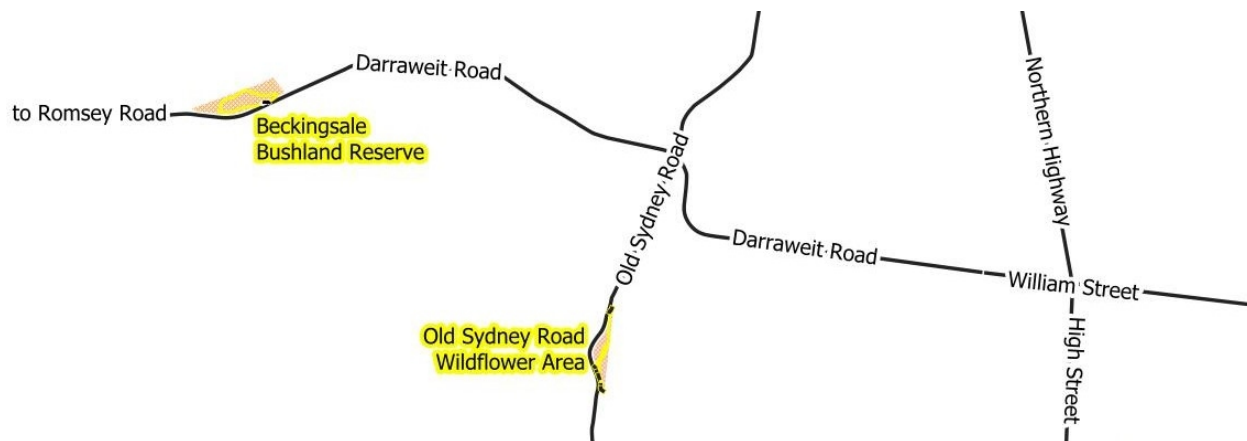 Darraweit Road
to Romsey Road
Beckingsale
Bushland Reserve
Old Sydney Road
Northern Highway
Darraweit Road
William Street
Old Sydney Road
Wildflower Area
High Street